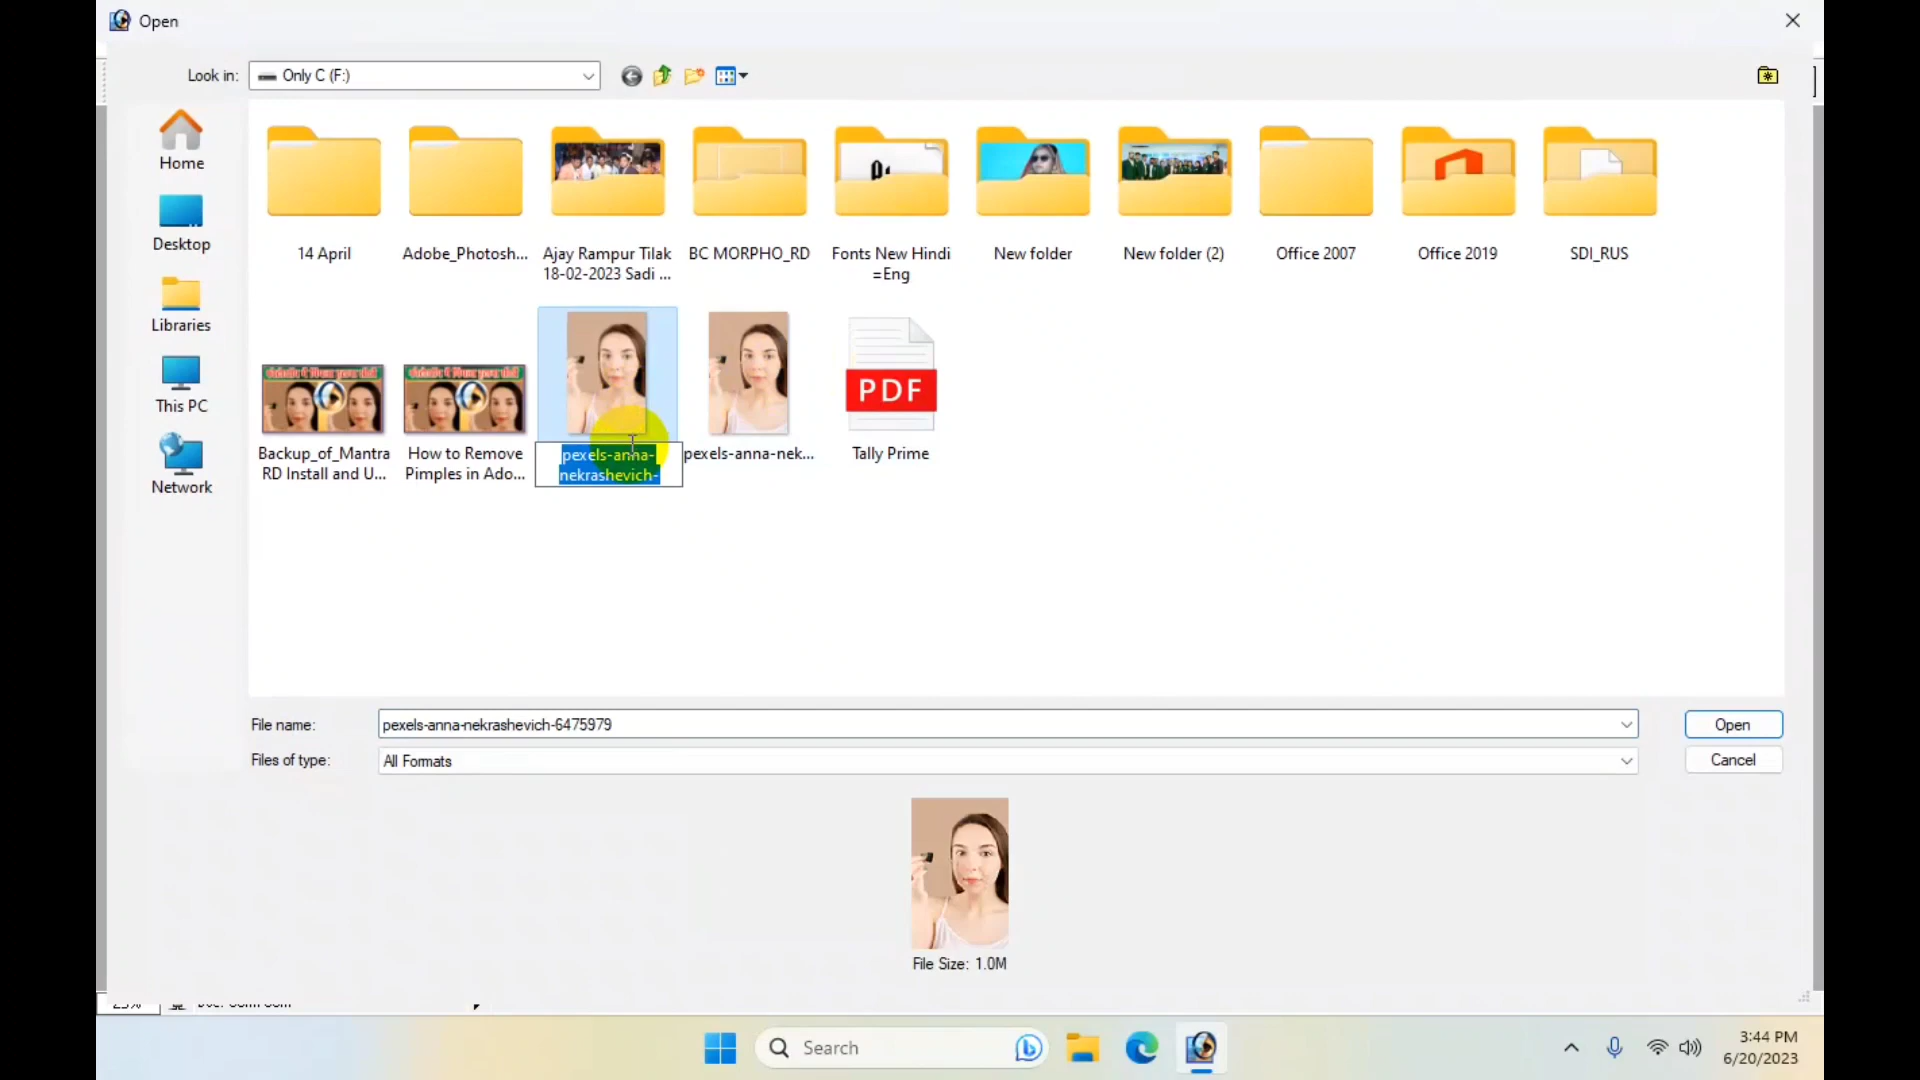 Open
Look in: Only C (F:)
Home
Desktop
Libraries
This PC
Network
14 April
Adobe_Photosh...
Ajay Rampur Tilak
18-02-2023 Sadi ...
BC MORPHO_RD
Fonts New Hindi
=Eng
New folder
New folder (2)
Office 2007
Office 2019
SDI_RUS
Backup_of_Mantra
RD Install and U...
How to Remove
Pimples in Ado...
pexels-anna-
nekrashevich-
pexels-anna-nek...
PDF
Tally Prime
File name: pexels-anna-nekrashevich-6475979
Open
Files of type: All Formats
Cancel
File Size: 1.0M
Search
3:44 PM
6/20/2023